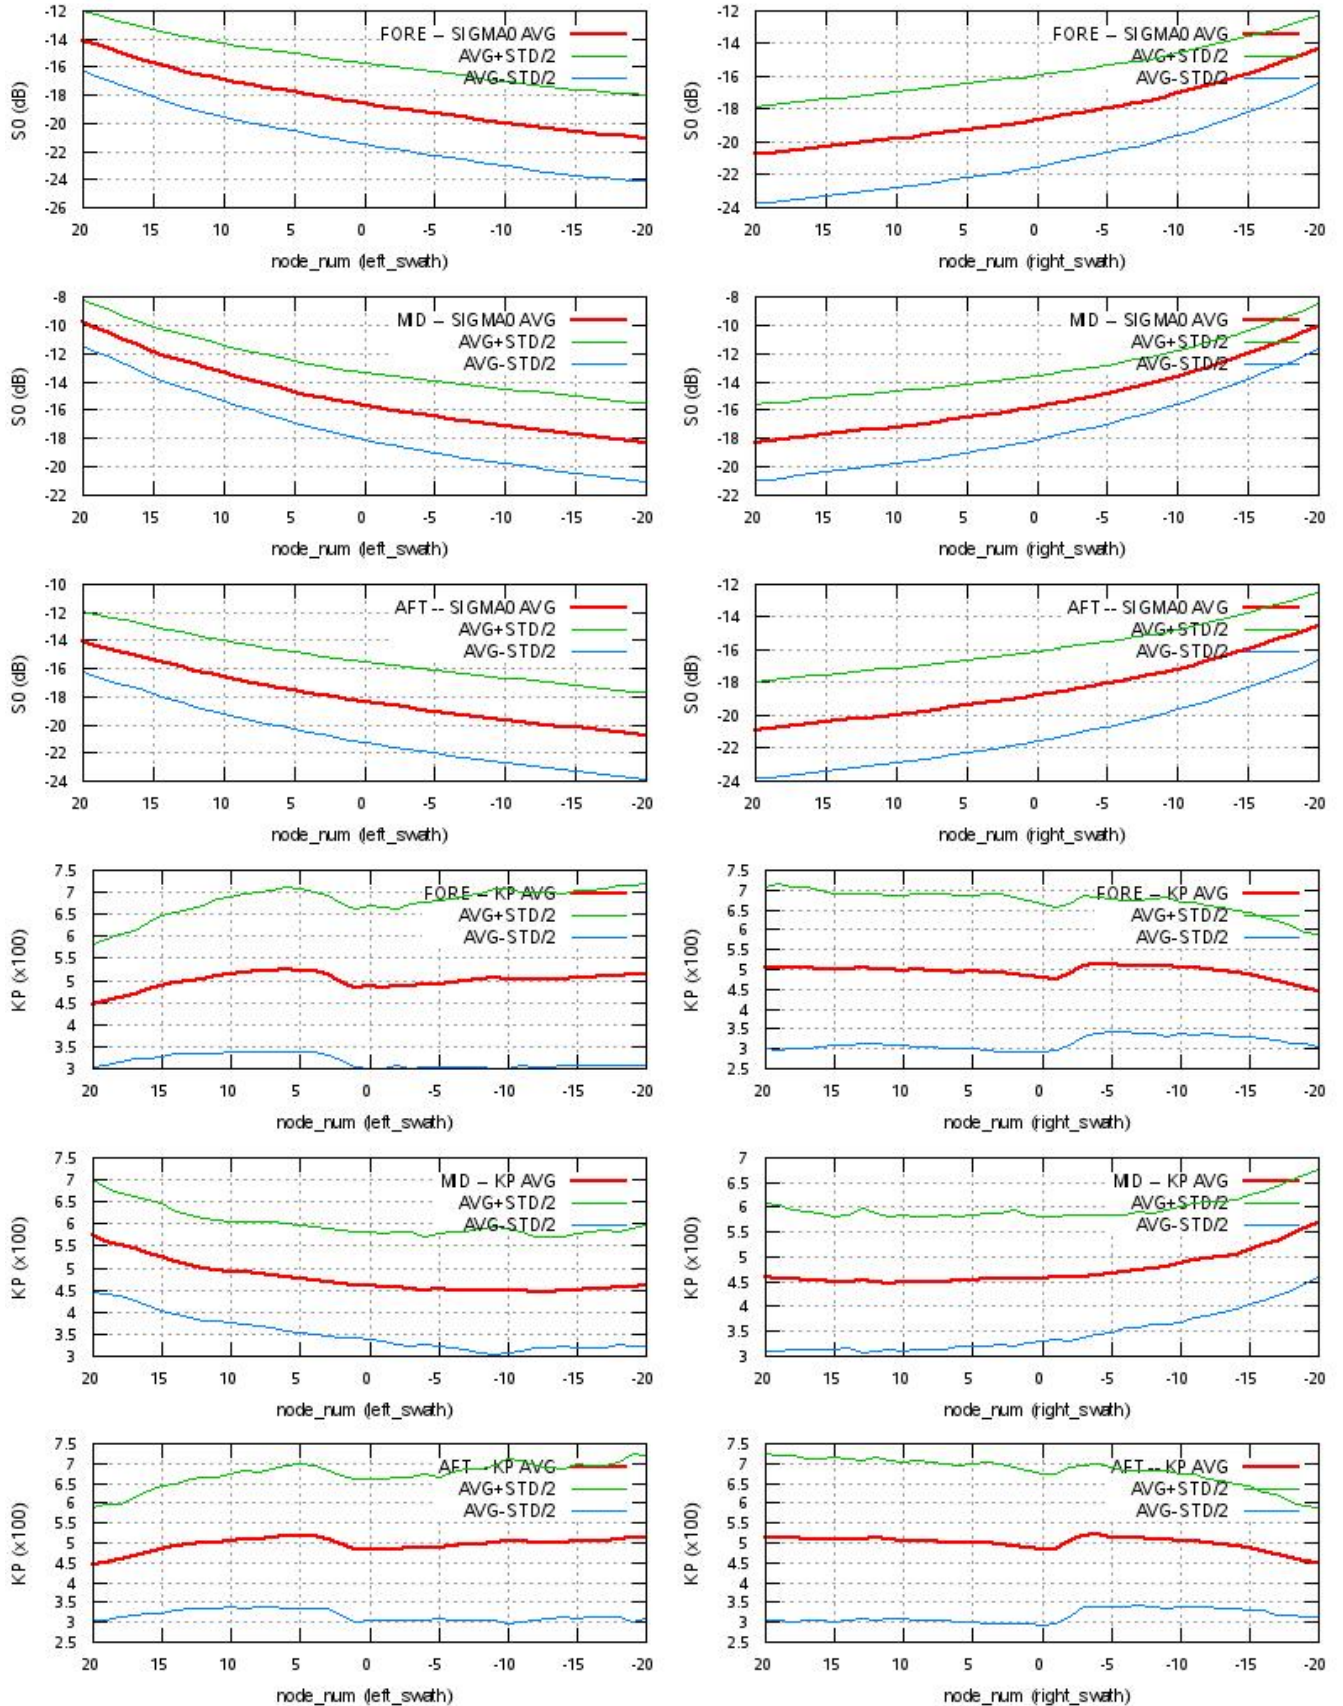 -12
-14
-16
-18
-20
-22
-24
-26
S0 (dB)
FORE -- SIGMA0 AVG
AVG+STD/2
AVG-STD/2
20 15 10 5 0 -5 -10 -15 -20
node_num (left_swath)
-12
-14
-16
-18
-20
-22
-24
S0 (dB)
FORE -- SIGMA0 AVG
AVG+STD/2
AVG-STD/2
20 15 10 5 0 -5 -10 -15 -20
node_num (right_swath)
-8
-10
-12
-14
-16
-18
-20
-22
S0 (dB)
MID -- SIGMA0 AVG
AVG+STD/2
AVG-STD/2
20 15 10 5 0 -5 -10 -15 -20
node_num (left_swath)
-8
-10
-12
-14
-16
-18
-20
-22
S0 (dB)
MID -- SIGMA0 AVG
AVG+STD/2
AVG-STD/2
20 15 10 5 0 -5 -10 -15 -20
node_num (right_swath)
-10
-12
-14
-16
-18
-20
-22
-24
S0 (dB)
AFT -- SIGMA0 AVG
AVG+STD/2
AVG-STD/2
20 15 10 5 0 -5 -10 -15 -20
node_num (left_swath)
-12
-14
-16
-18
-20
-22
-24
S0 (dB)
AFT -- SIGMA0 AVG
AVG+STD/2
AVG-STD/2
20 15 10 5 0 -5 -10 -15 -20
node_num (right_swath)
7.5
7
6.5
6
5.5
5
4.5
4
3.5
3
KP (x100)
FORE -- KP AVG
AVG+STD/2
AVG-STD/2
20 15 10 5 0 -5 -10 -15 -20
node_num (left_swath)
7.5
7
6.5
6
5.5
5
4.5
4
3.5
3
2.5
KP (x100)
FORE -- KP AVG
AVG+STD/2
AVG-STD/2
20 15 10 5 0 -5 -10 -15 -20
node_num (right_swath)
7.5
7
6.5
6
5.5
5
4.5
4
3.5
3
KP (x100)
MID -- KP AVG
AVG+STD/2
AVG-STD/2
20 15 10 5 0 -5 -10 -15 -20
node_num (left_swath)
7
6.5
6
5.5
5
4.5
4
3.5
3
KP (x100)
MID -- KP AVG
AVG+STD/2
AVG-STD/2
20 15 10 5 0 -5 -10 -15 -20
node_num (right_swath)
7.5
7
6.5
6
5.5
5
4.5
4
3.5
3
2.5
KP (x100)
AFT -- KP AVG
AVG+STD/2
AVG-STD/2
20 15 10 5 0 -5 -10 -15 -20
node_num (left_swath)
7.5
7
6.5
6
5.5
5
4.5
4
3.5
3
2.5
KP (x100)
AFT -- KP AVG
AVG+STD/2
AVG-STD/2
20 15 10 5 0 -5 -10 -15 -20
node_num (right_swath)